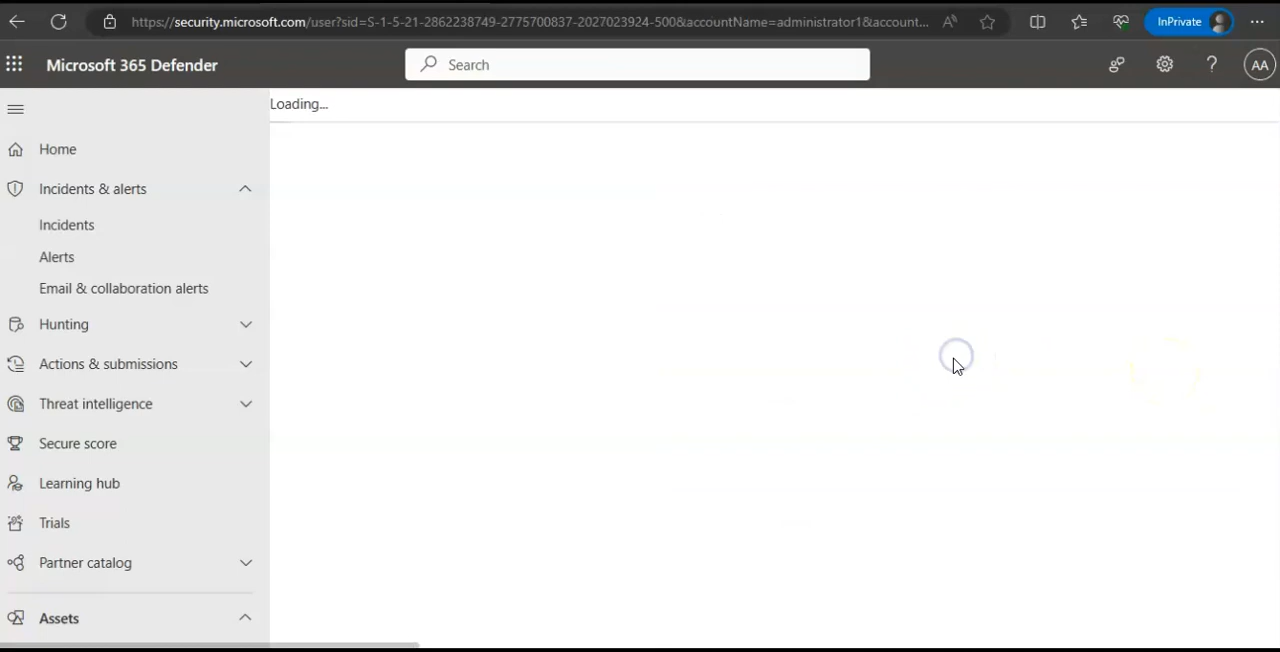 https://security.microsoft.com/user?sid=S-1-5-21-2862238749-2775700837-2027023924-500&accountName=administrator1&account...
InPrivate
Microsoft 365 Defender
Search
AA
Loading...
Home
Incidents & alerts
Incidents
Alerts
Email & collaboration alerts
Hunting
Actions & submissions
Threat intelligence
Secure score
Learning hub
Trials
Partner catalog
Assets